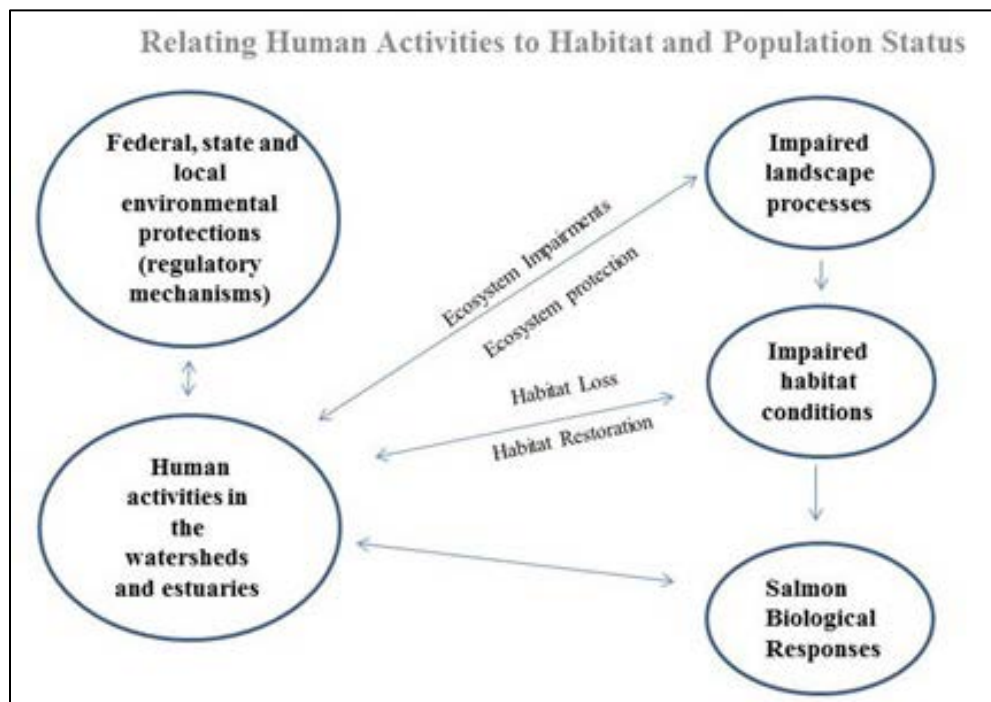 Relating Human Activities to Habitat and Population Status
Federal, state and
local
environmental
protections
(regulatory
mechanisms)
Human
activities in
the
watersheds
and estuaries
Ecosystem Impairments
Ecosystem protection
Habitat Loss
Habitat Restoration
Impaired
landscape
processes
Impaired
habitat
conditions
Salmon
Biological
Responses